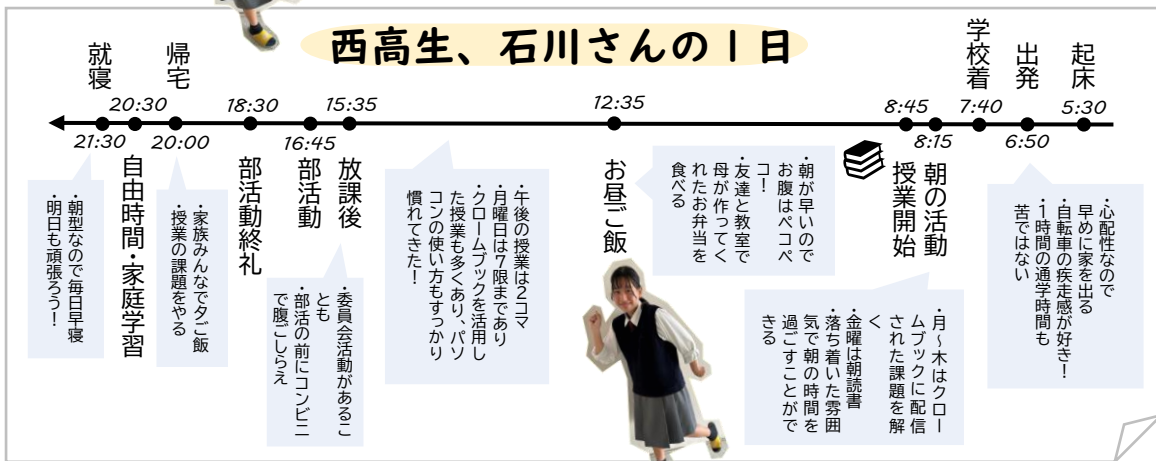 西高生、石川さんの1日
起床
5:30
出発
6:50
・心配性なので
早めに家を出る
・自転車の疾走感が好き！
・1時間の通学時間も
苦ではない
学校着
7:40
8:15
朝の活動
・月～木はクロー
ムブックに配信
された課題を解
く
・金曜は朝読書
・落ち着いた雰囲
気で朝の時間を
過ごすことがで
きる
8:45
授業開始
12:35
お昼ご飯
・朝が早いので
お腹はペコペ
コ！
・友達と教室で
母が作ってく
れたお弁当を
食べる
・午後の授業は2コマ
・月曜日は7限まであり
・クロームブックを活用し
た授業も多くあり、パソ
コンの使い方もすっかり
慣れてきた！
15:35
放課後
・委員会活動があるこ
とも
・部活の前にコンビニ
で腹ごしらえ
16:45
部活動
18:30
部活動終礼
帰宅
20:00
・家族みんなで夕ご飯
・授業の課題をやる
20:30
自由時間・家庭学習
就寝
21:30
・朝型なので毎日早寝
・明日も頑張ろう！